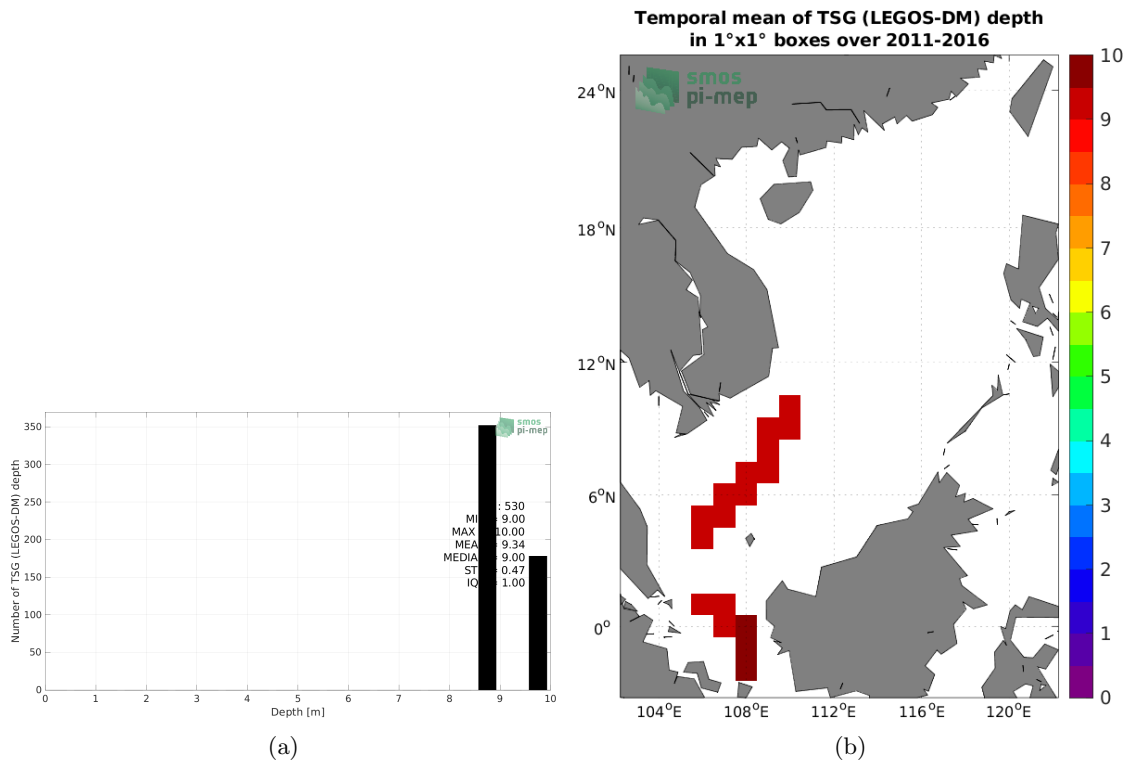 Temporal mean of TSG (LEGOS-DM) depth
in 1°x1° boxes over 2011-2016
smos
pi-mep
24°N
18°N
12°N
6°N
0°
104°E
108°E
112°E
116°E
120°E
10
9
8
7
6
5
4
3
2
1
0
Number of TSG (LEGOS-DM) depth
350
300
250
200
150
100
50
0
smos
pi-mep
: 530
MI 9.00
MAX 10.00
MEA 9.34
MEDIA 9.00
ST 0.47
IQ 1.00
0
1
2
3
4
5
6
7
8
9
10
Depth [m]
(a)
(b)